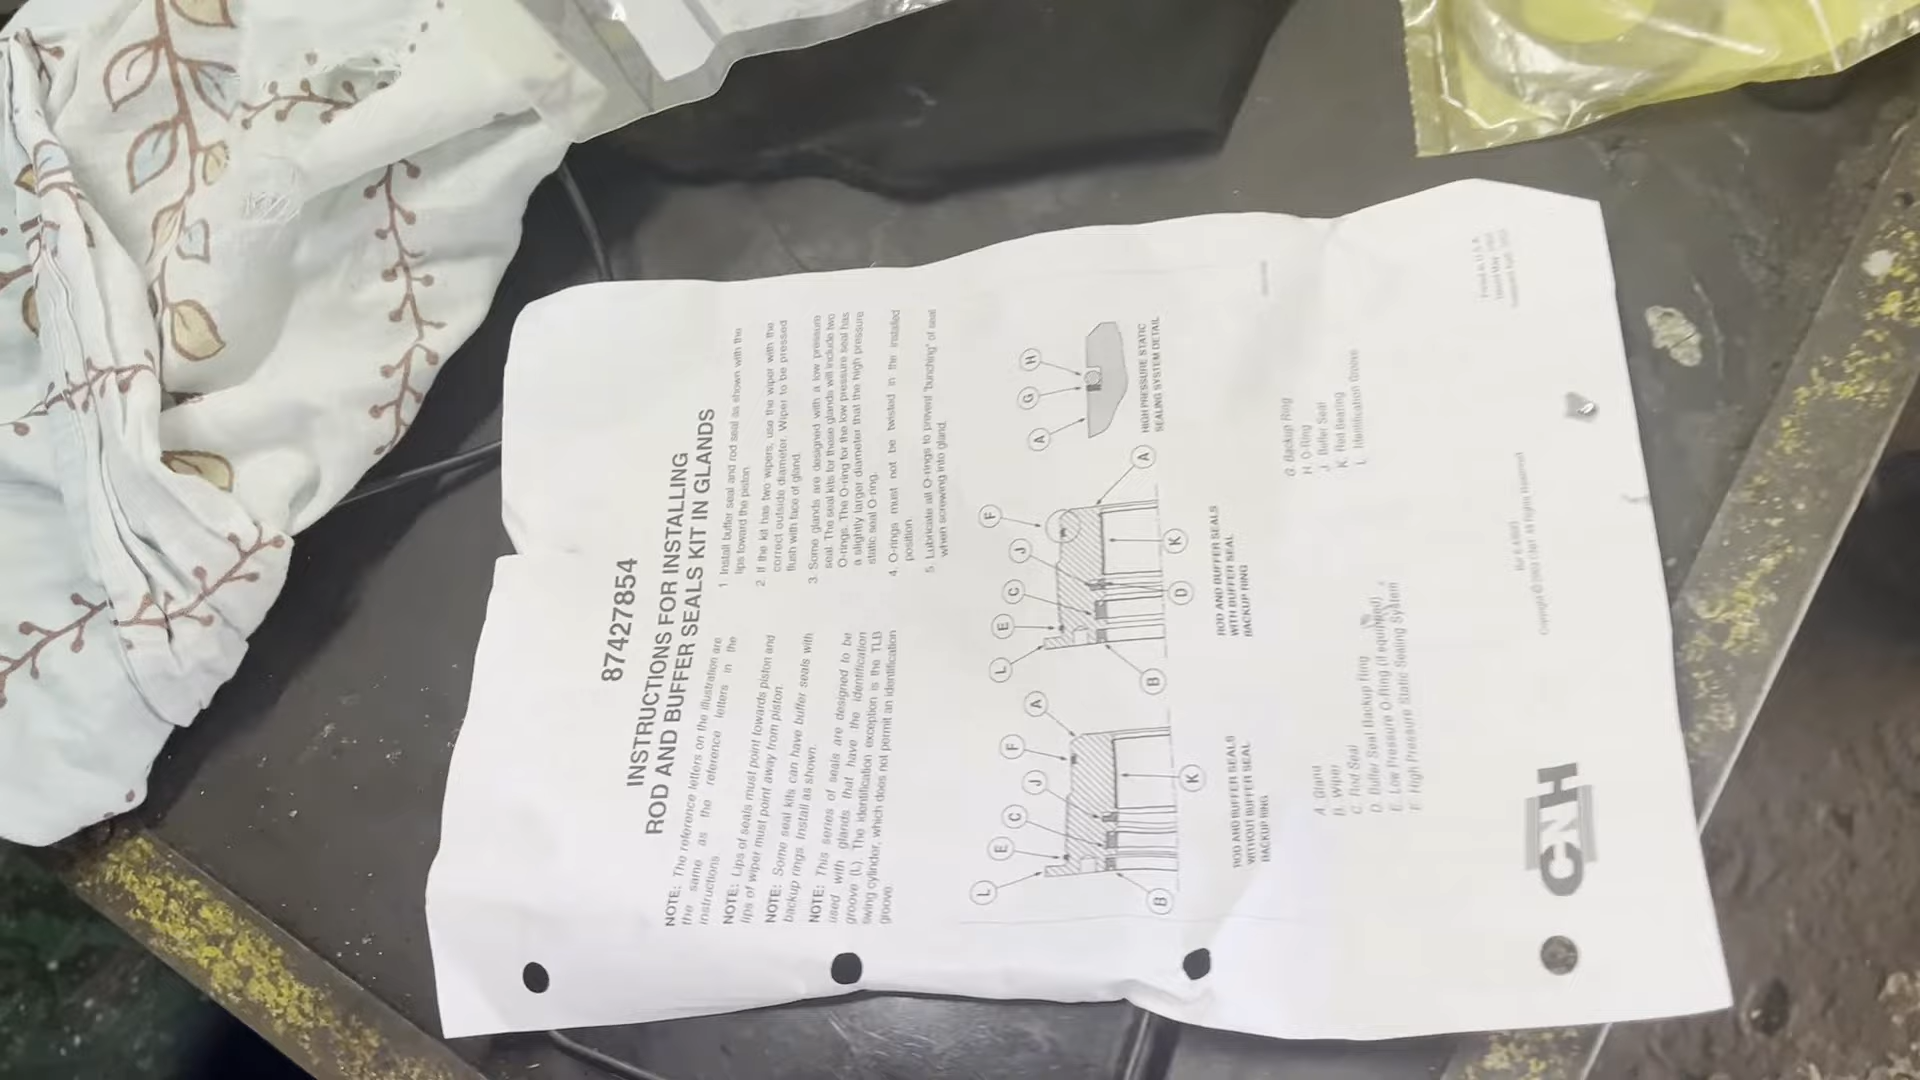 87427854
INSTRUCTIONS FOR INSTALLING
ROD AND BUFFER SEALS KIT IN GLANDS
NOTE: The reference letters on the illustration are
the same as the reference letters in the
instructions.
NOTE: Lips of seals must point towards piston and
lips of wiper must point away from piston.
NOTE: Some seal kits can have buffer seals with
backup rings. Install as shown.
NOTE: This series of seals are designed to be
used with glands that have the identification
groove (L). The identification exception is the TLB
swing cylinder, which does not permit an identification
groove.
1. Install buffer seal and rod seal as shown with the
lips toward the piston.
2. If the kit has two wipers, use the wiper with the
correct outside diameter. Wiper to be pressed
flush with face of gland.
3. Some glands are designed with a low pressure
seal. The seal kits for these glands will include two
O-rings. The O-ring for the low pressure seal has
a slightly larger diameter that the high pressure
static seal O-ring.
4. O-rings must not be twisted in the installed
position.
5. Lubricate all O-rings to prevent "bunching" of seal
when screwing into gland.
L
E
C
J
F
A
B
K
L
E
C
J
F
A
B
D
K
A
G
H
ROD AND BUFFER SEALS
WITHOUT BUFFER SEAL
BACKUP RING
ROD AND BUFFER SEALS
WITH BUFFER SEAL
BACKUP RING
HIGH PRESSURE STATIC
SEALING SYSTEM DETAIL
A. Gland
B. Wiper
C. Rod Seal
D. Buffer Seal Backup Ring
E. Low Pressure O-Ring (if equipped)
F. High Pressure Static Sealing System
G. Backup Ring
H. O-Ring
J. Buffer Seal
K. Rod Bearing
L. Identification Groove
CNH